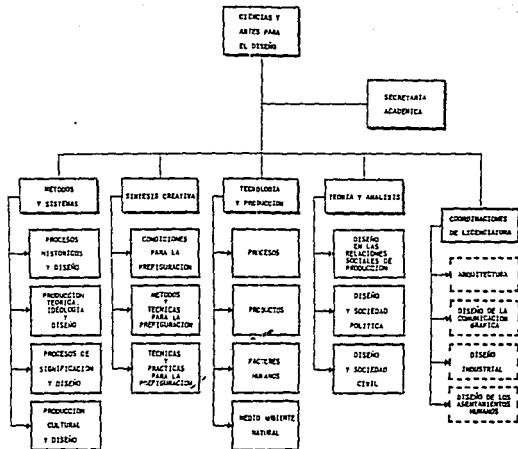 CIENCIAS Y
ARTES PARA
EL DISEÑO
SECRETARIA
ACADEMICA
METODOS
Y SISTEMAS
PROCESOS
HISTORICOS
Y DISEÑO
PRODUCCION
TEORICA,
IDEOLOGIA
Y
DISEÑO
PROCESOS DE
SIGNIFICACION
Y DISEÑO
PRODUCCION
CULTURAL
Y DISEÑO
SINTESIS CREATIVA
CONDICIONES
PARA LA
PREFIGURACION
METODOS
Y
TECNICAS
PARA LA
PREFIGURACION
TECNICAS
Y
PRACTICAS
PARA LA
PREFIGURACION
TECNOLOGIA
Y PRODUCCION
PROCESOS
PRODUCTOS
FACTORES
HUMANOS
MEDIO AMBIENTE
NATURAL
TEORIA Y ANALISIS
DISEÑO
EN LAS
RELACIONES
SOCIALES DE
PRODUCCION
DISEÑO
Y SOCIEDAD
POLITICA
DISEÑO
Y SOCIEDAD
CIVIL
COORDINACIONES
DE LICENCIATURA
ARQUITECTURA
DISEÑO DE LA
COMUNICACION
GRAFICA
DISEÑO
INDUSTRIAL
DISEÑO DE LOS
ASENTAMIENTOS
HUMANOS